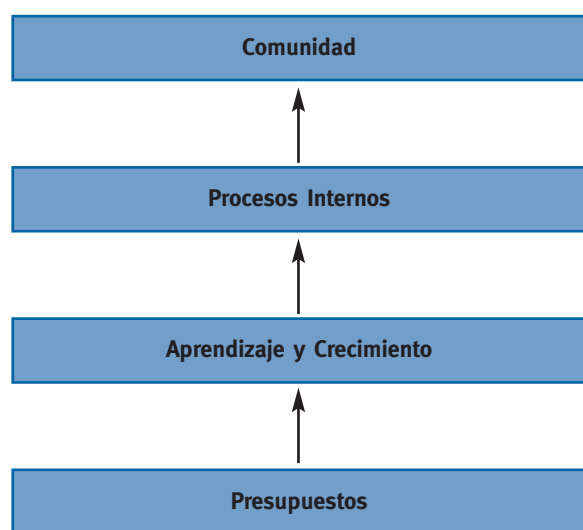 Comunidad
Procesos Internos
Aprendizaje y Crecimiento
Presupuestos